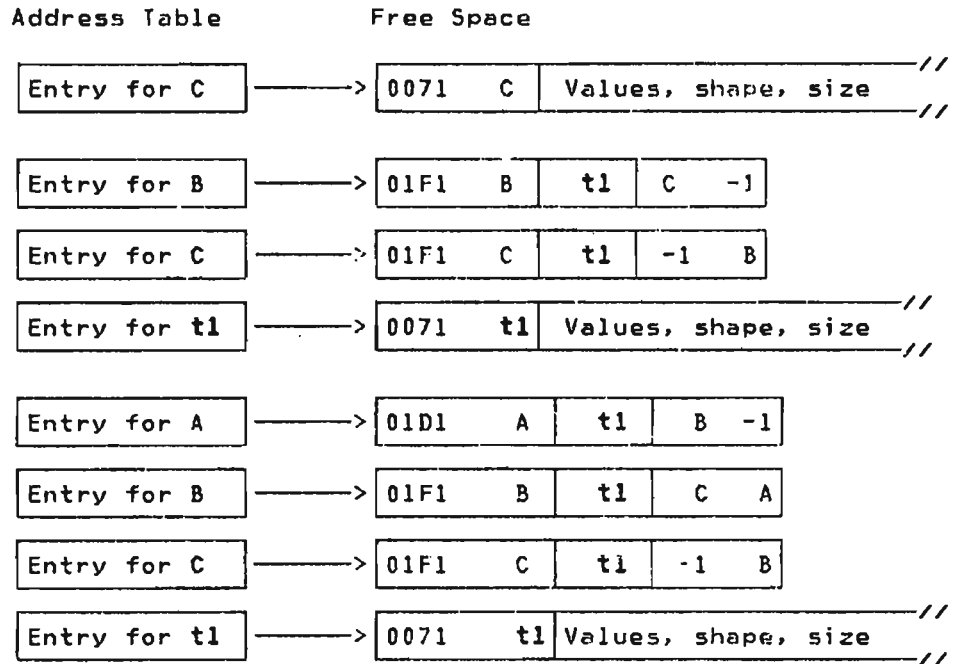 Address Table Free Space
Entry for C 0071 C Values, shape, size
Entry for B 01F1 B t1 C -1
Entry for C 01F1 C t1 -1 B
Entry for t1 0071 t1 Values, shape, size
Entry for A 01D1 A t1 B -1
Entry for B 01F1 B t1 C A
Entry for C 01F1 C t1 -1 B
Entry for t1 0071 t1 Values, shape, size